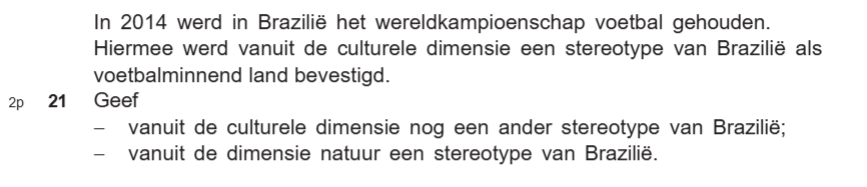 In 2014 werd in Brazilië het wereldkampioenschap voetbal gehouden.
Hiermee werd vanuit de culturele dimensie een stereotype van Brazilië als
voetbalminnend land bevestigd.
2p 21 Geef
– vanuit de culturele dimensie nog een ander stereotype van Brazilië;
– vanuit de dimensie natuur een stereotype van Brazilië.